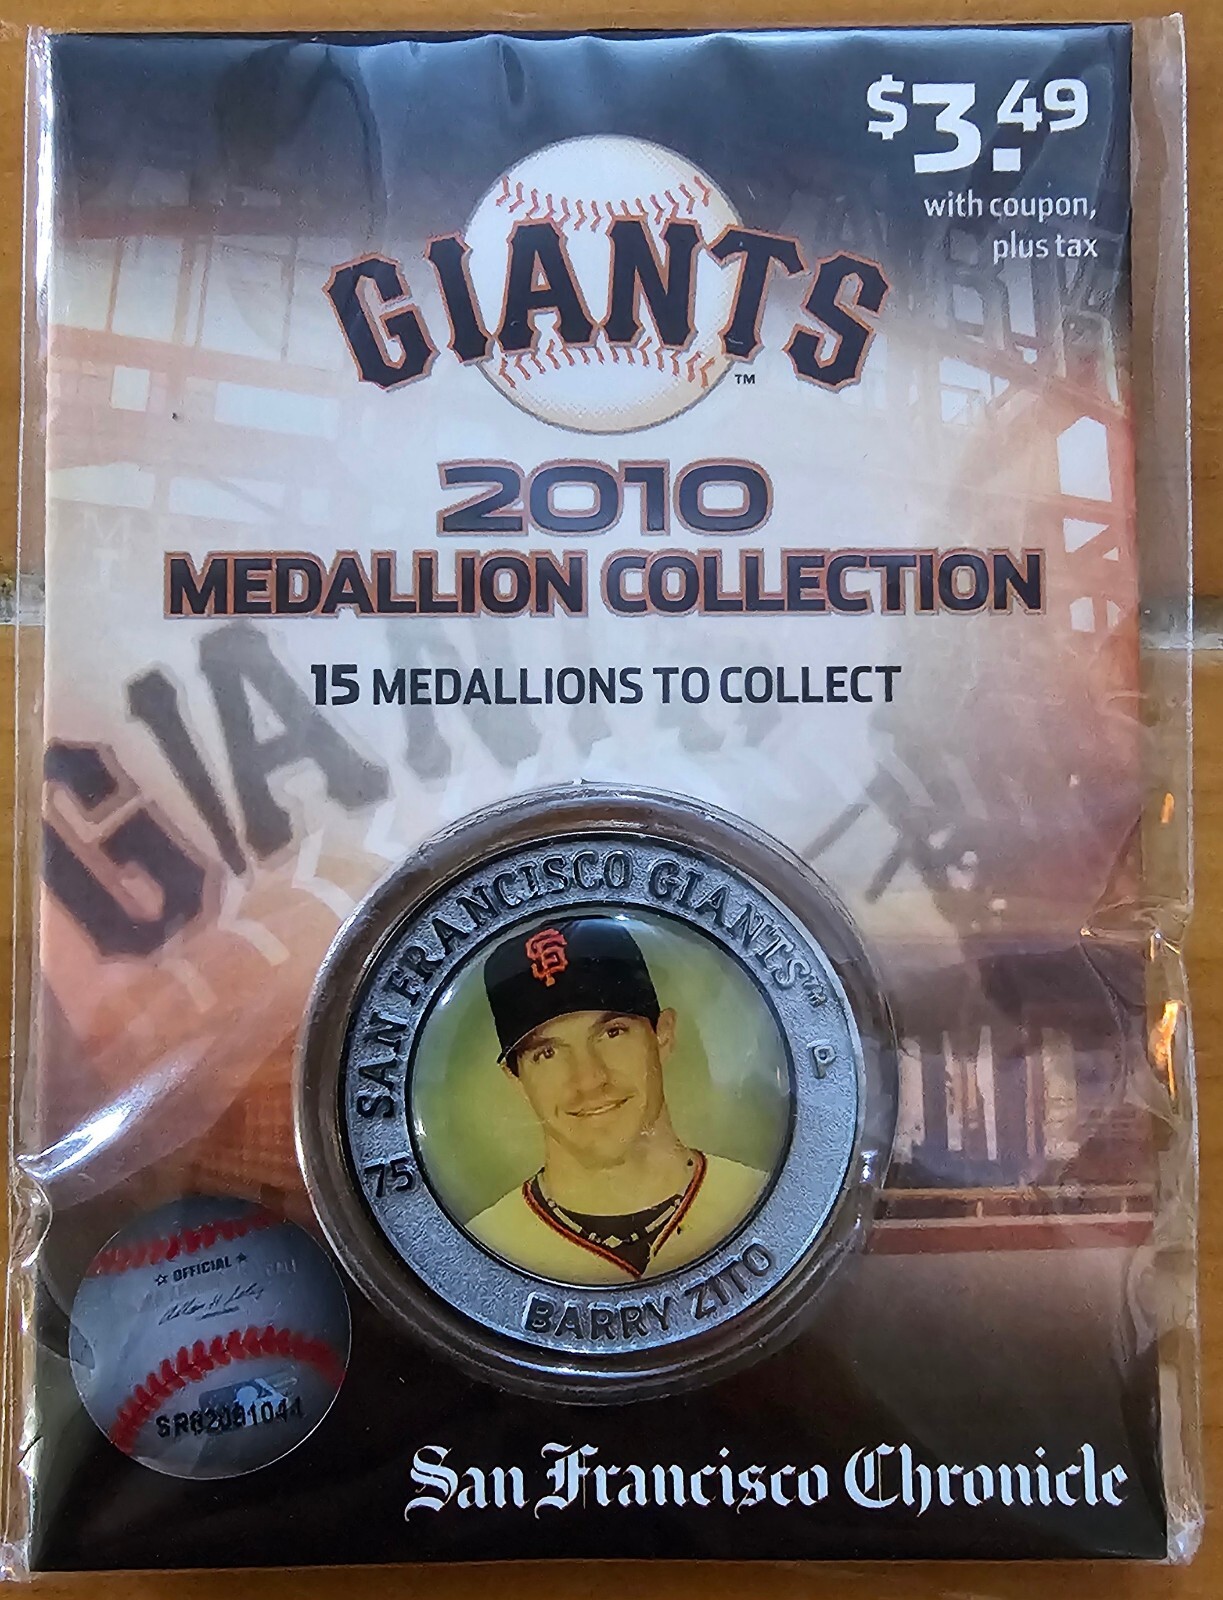 $3.49
with coupon,
plus tax
GIANTS
™
2010
MEDALLION COLLECTION
15 MEDALLIONS TO COLLECT
GIANTS
SAN FRANCISCO GIANTS™
P
75
BARRY ZITO
☆ OFFICIAL ★
San Francisco Chronicle